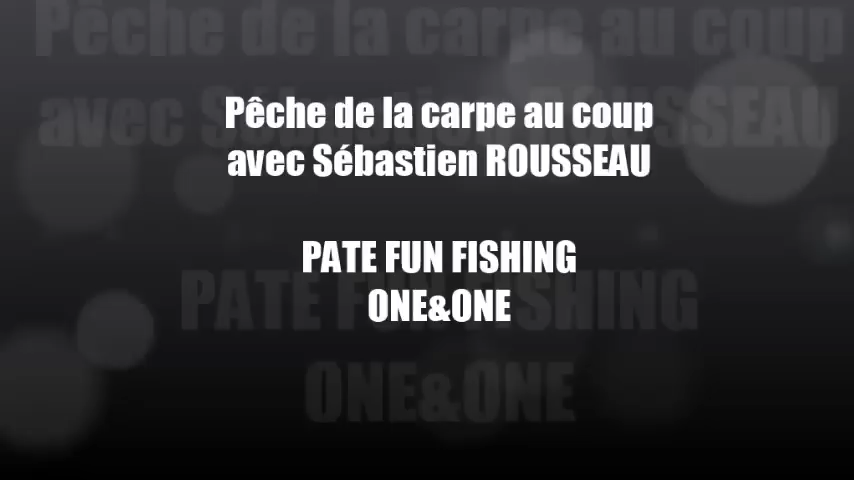 Pêche de la carpe au coup
avec Sébastien ROUSSEAU
PATE FUN FISHING
ONE&ONE